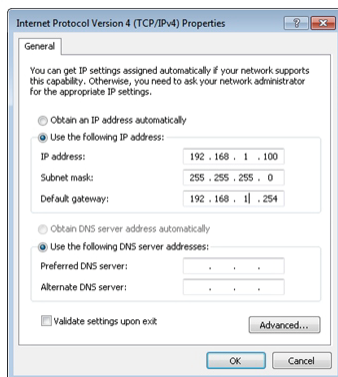 Internet Protocol Version 4 (TCP/IPv4) Properties
General
You can get IP settings assigned automatically if your network supports
this capability. Otherwise, you need to ask your network administrator
for the appropriate IP settings.
Obtain an IP address automatically
Use the following IP address:
IP address: 192 . 168 . 1 . 100
Subnet mask: 255 . 255 . 255 . 0
Default gateway: 192 . 168 . 1 . 254
Obtain DNS server address automatically
Use the following DNS server addresses:
Preferred DNS server: . . .
Alternate DNS server: . . .
Validate settings upon exit
Advanced...
OK Cancel